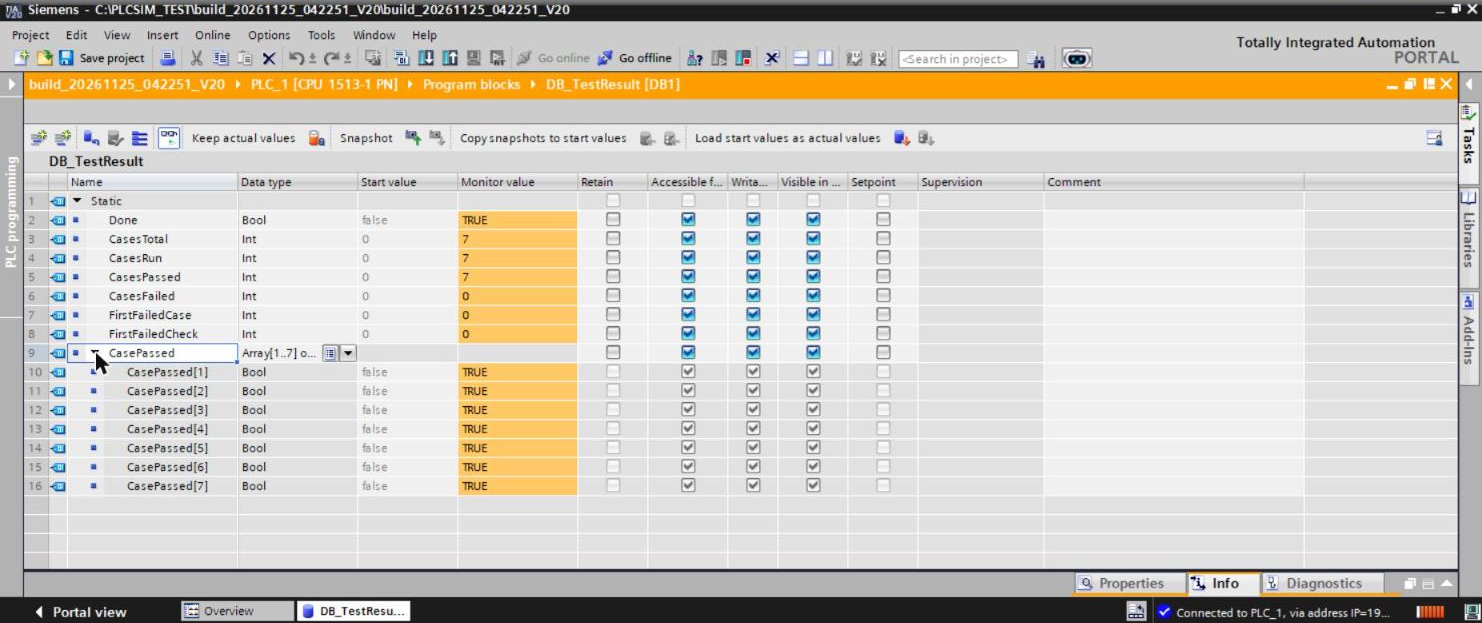 Siemens - C:\PLCSIM_TEST\build_20261125_042251_V20\build_20261125_042251_V20
Project Edit View Insert Online Options Tools Window Help
Totally Integrated Automation
PORTAL
Save project Go online Go offline <Search in project>
build_20261125_042251_V20 PLC_1 [CPU 1513-1 PN] Program blocks DB_TestResult [DB1]
Keep actual values Snapshot Copy snapshots to start values Load start values as actual values
DB_TestResult
Name Data type Start value Monitor value Retain Accessible f... Writa... Visible in ... Setpoint Supervision Comment
1 Static
2 Done Bool false TRUE
3 CasesTotal Int 0 7
4 CasesRun Int 0 7
5 CasesPassed Int 0 7
6 CasesFailed Int 0 0
7 FirstFailedCase Int 0 0
8 FirstFailedCheck Int 0 0
9 CasePassed Array[1..7] o...
10 CasePassed[1] Bool false TRUE
11 CasePassed[2] Bool false TRUE
12 CasePassed[3] Bool false TRUE
13 CasePassed[4] Bool false TRUE
14 CasePassed[5] Bool false TRUE
15 CasePassed[6] Bool false TRUE
16 CasePassed[7] Bool false TRUE
PLC programming
Tasks
Libraries
Add-Ins
Properties Info Diagnostics
Portal view Overview DB_TestResu... Connected to PLC_1, via address IP=19...